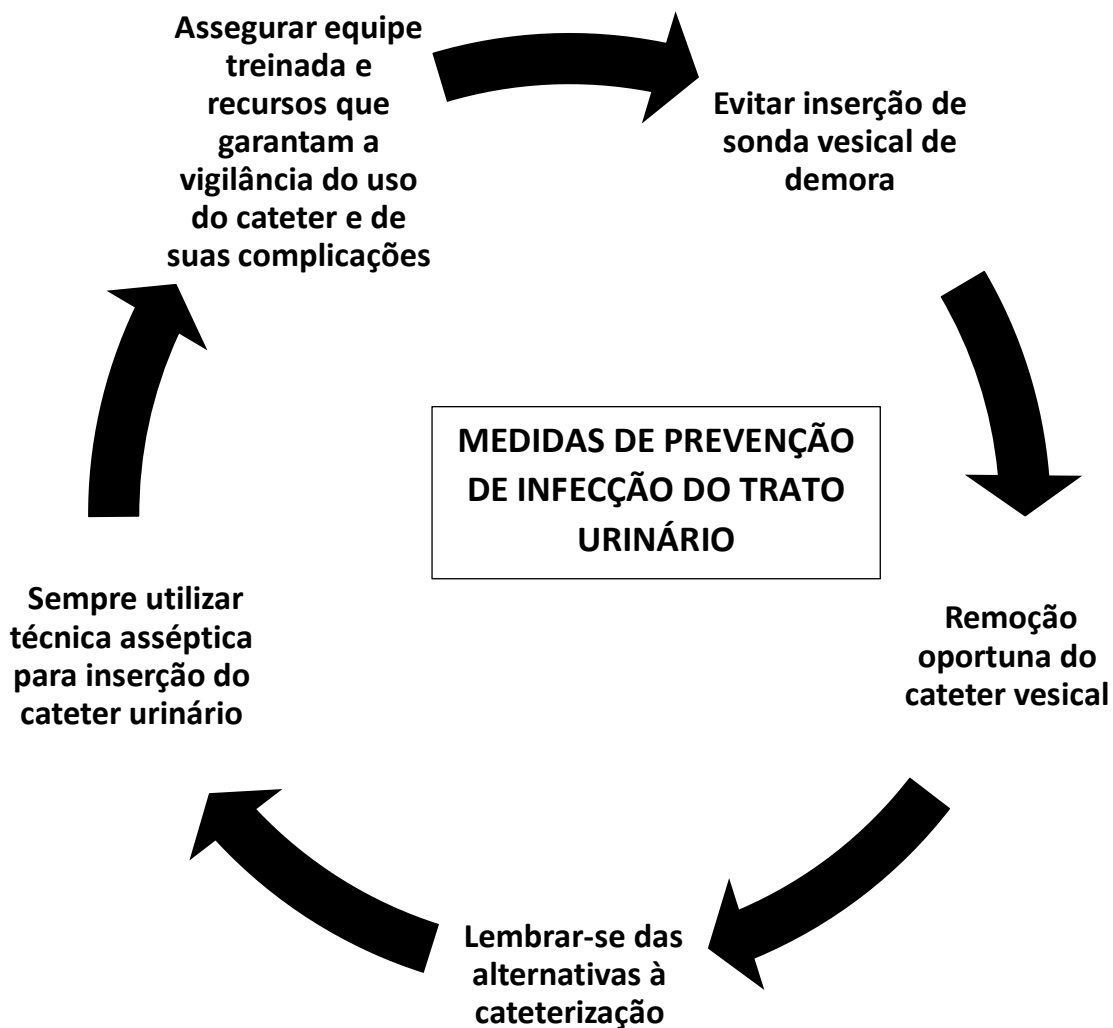 Assegurar equipe
treinada e
recursos que
garantam a
vigilância do uso
do cateter e de
suas complicações
Evitar inserção de
sonda vesical de
demora
MEDIDAS DE PREVENÇÃO
DE INFECÇÃO DO TRATO
URINÁRIO
Remoção
oportuna do
cateter vesical
Lembrar-se das
alternativas à
cateterização
Sempre utilizar
técnica asséptica
para inserção do
cateter urinário